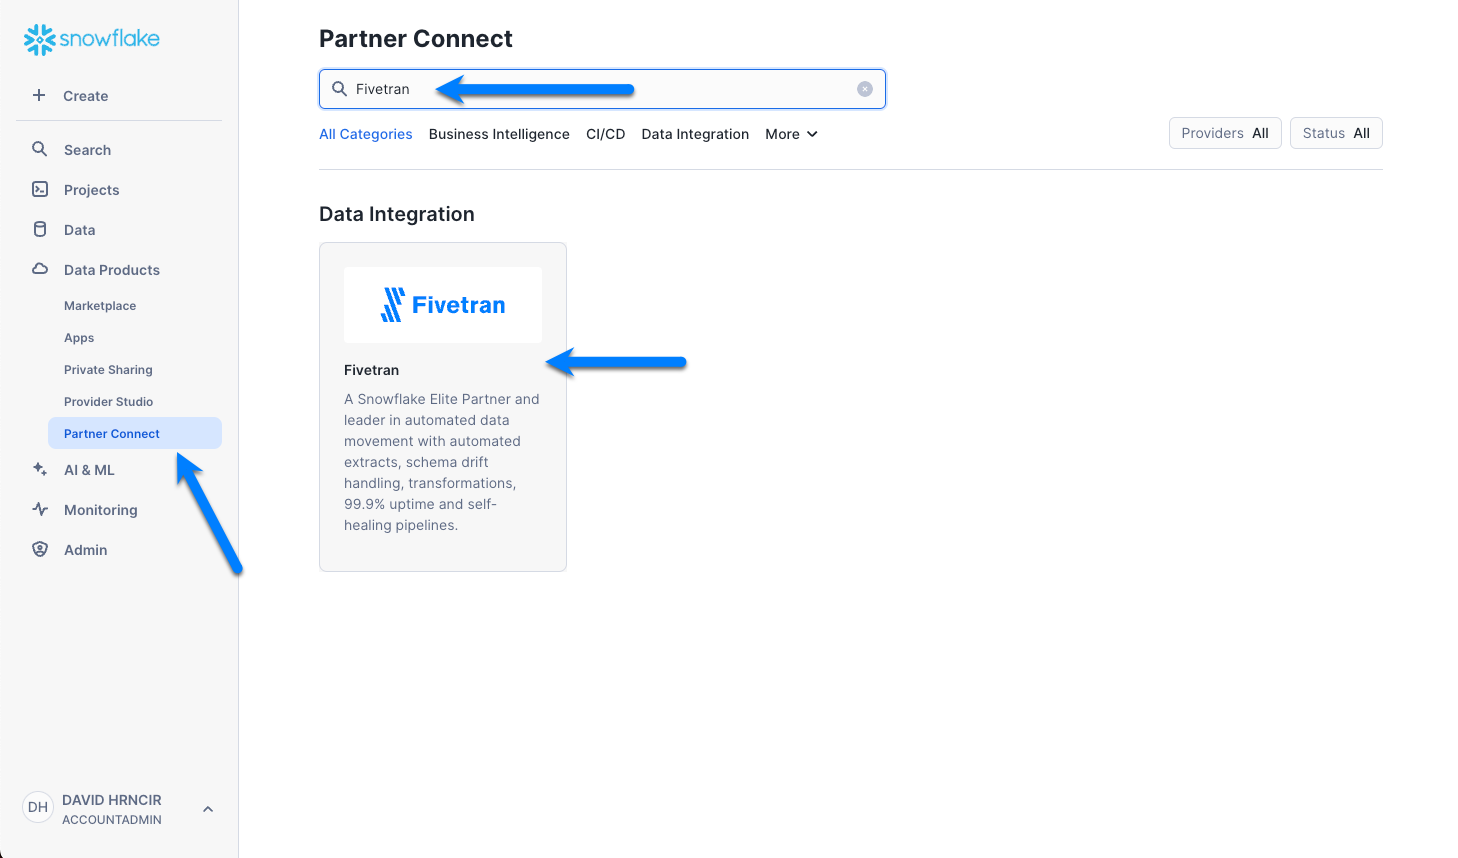 snowflake
Create
Search
Projects
Data
Data Products
Marketplace
Apps
Private Sharing
Provider Studio
Partner Connect
AI & ML
Monitoring
Admin
DH
DAVID HRNCIR
ACCOUNTADMIN
Partner Connect
Fivetran
All Categories Business Intelligence CI/CD Data Integration More
Providers All Status All
Data Integration
Fivetran
Fivetran
A Snowflake Elite Partner and
leader in automated data
movement with automated
extracts, schema drift
handling, transformations,
99.9% uptime and self-
healing pipelines.